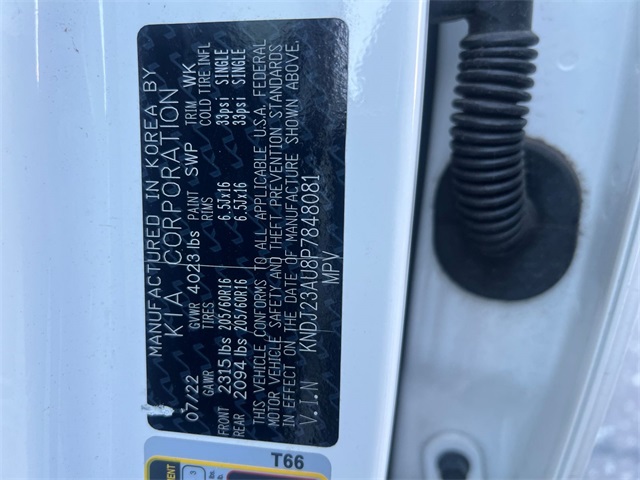 MANUFACTURED IN KOREA BY
KIA CORPORATION
07/22 GVWR 4023 lbs PAINT SWP TRIM WK
GAWR TIRES RIMS COLD TIRE INFL
FRONT 2315 lbs 205/60R16 6.5Jx16 33psi SINGLE
REAR 2094 lbs 205/60R16 6.5Jx16 33psi SINGLE
THIS VEHICLE CONFORMS TO ALL APPLICABLE U.S.A. FEDERAL
MOTOR VEHICLE SAFETY AND THEFT PREVENTION STANDARDS
IN EFFECT ON THE DATE OF MANUFACTURE SHOWN ABOVE.
V.I.N KNDJ23AU8P7848081
MPV
T66